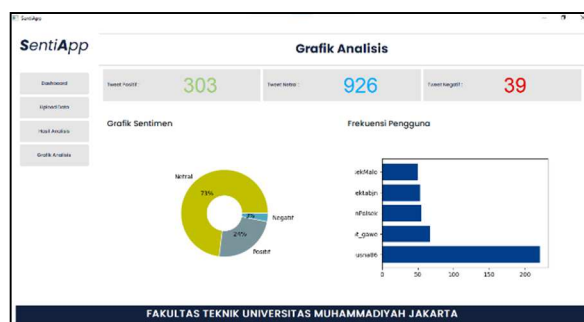 SentiApp
SentiApp
Grafik Analisis
Dashboard
Upload Data
Hasil Analisis
Grafik Analisis
Tweet Positif :
303
Tweet Netral :
926
Tweet Negatif :
39
Grafik Sentimen
Frekuensi Pengguna
Netral
73%
Negatif
24%
Positif
0
50
100
150
200
FAKULTAS TEKNIK UNIVERSITAS MUHAMMADIYAH JAKARTA